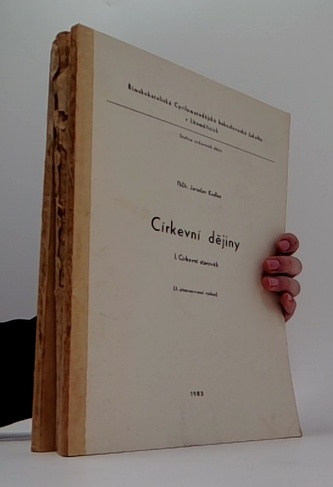 Římskokatolická Cyrilometodějská bohoslovecká fakulta
v Litoměřicích
ThDr. Jaroslav Kadlec
Církevní dějiny
I. Církevní starověk
1983